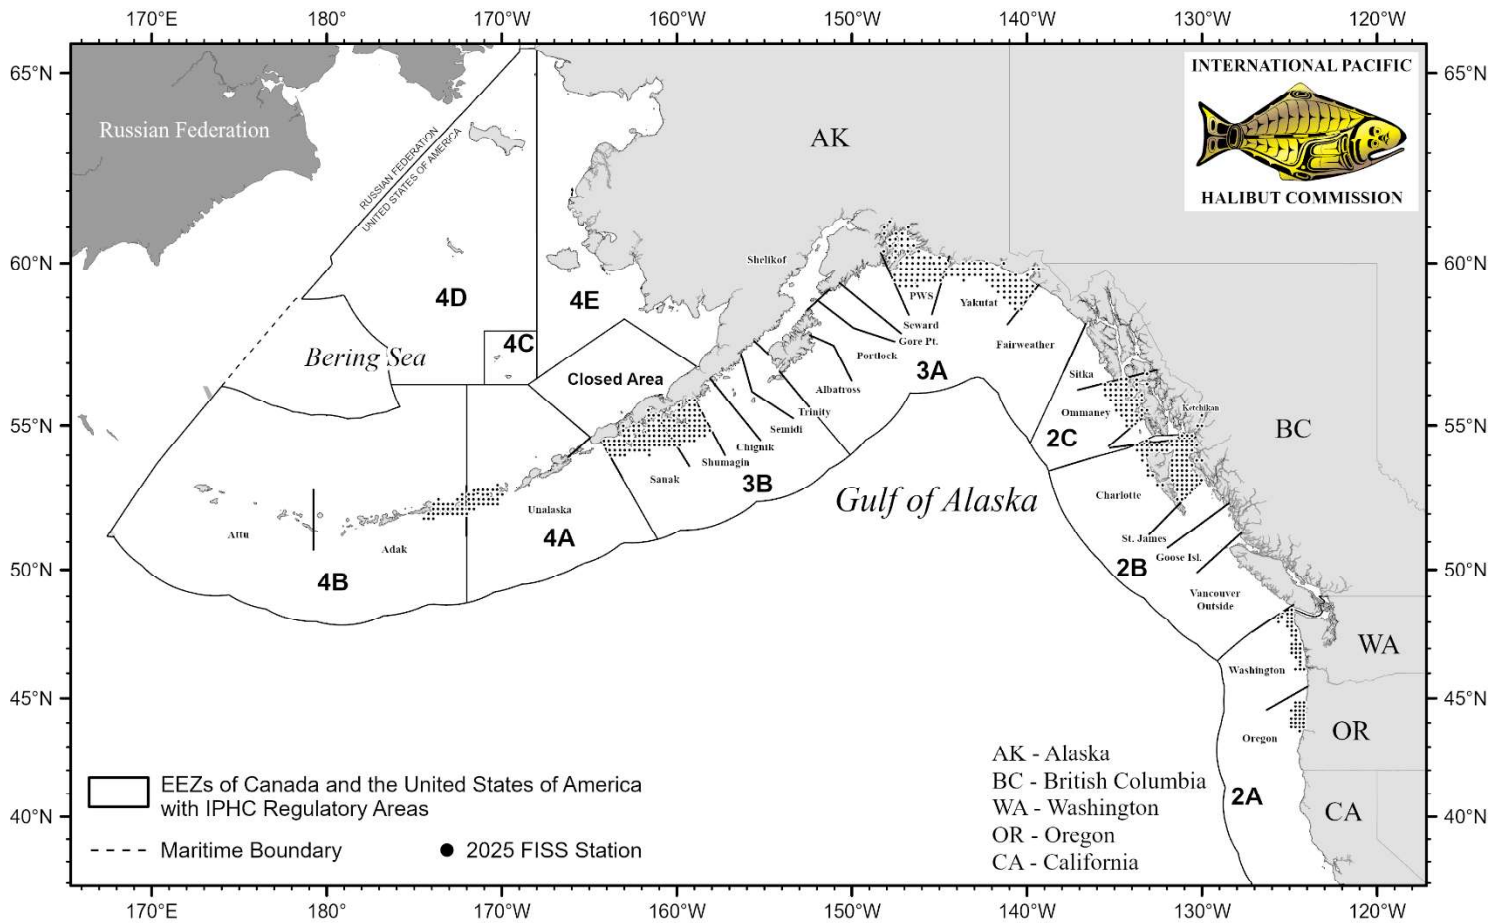 170°E 180° 170°W 160°W 150°W 140°W 130°W 120°W
65°N 65°N
INTERNATIONAL PACIFIC
HALIBUT COMMISSION
Russian Federation
RUSSIAN FEDERATION
UNITED STATES OF AMERICA
AK
60°N 60°N
Shelikof
4D
4E
PWS
Yakutat
Seward
Gore Pt.
Fairweather
4C
Bering Sea
Portlock
3A
Closed Area
Albatross
Sitka
Trinity
Ommaney
Ketchikan
55°N 55°N
Semidi
2C
BC
Chignik
Shumagin
Sanak
3B
Charlotte
Gulf of Alaska
Unalaska
Attu
Adak
4A
St. James
Goose Isl.
2B
50°N 50°N
4B
Vancouver
Outside
WA
Washington
45°N 45°N
OR
Oregon
2A
CA
40°N 40°N
EEZs of Canada and the United States of America
with IPHC Regulatory Areas
Maritime Boundary
2025 FISS Station
AK - Alaska
BC - British Columbia
WA - Washington
OR - Oregon
CA - California
170°E 180° 170°W 160°W 150°W 140°W 130°W 120°W